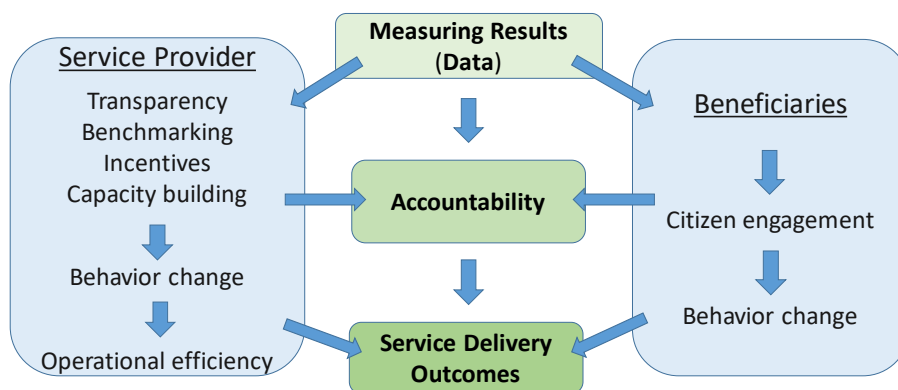 Measuring Results
(Data)
Service Provider
Transparency
Benchmarking
Incentives
Capacity building
Behavior change
Operational efficiency
Accountability
Service Delivery
Outcomes
Beneficiaries
Citizen engagement
Behavior change